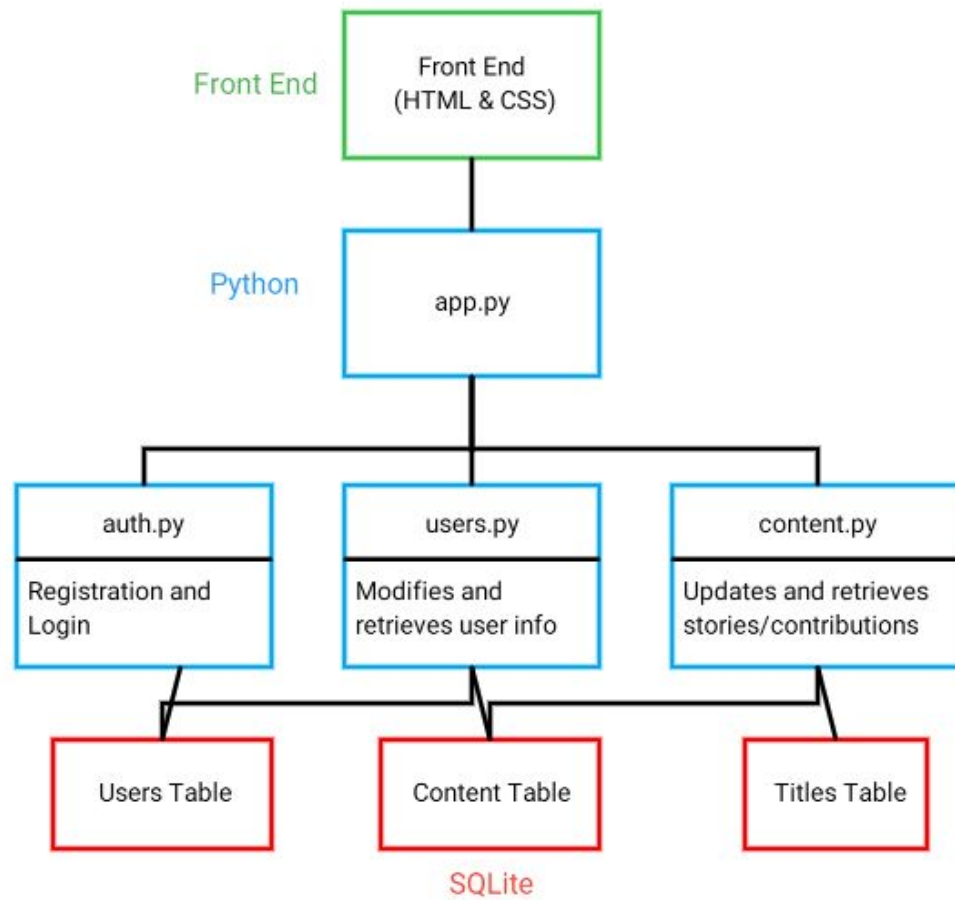 Front End
Front End
(HTML & CSS)
Python
app.py
auth.py
Registration and
Login
users.py
Modifies and
retrieves user info
content.py
Updates and retrieves
stories/contributions
Users Table
Content Table
Titles Table
SQLite